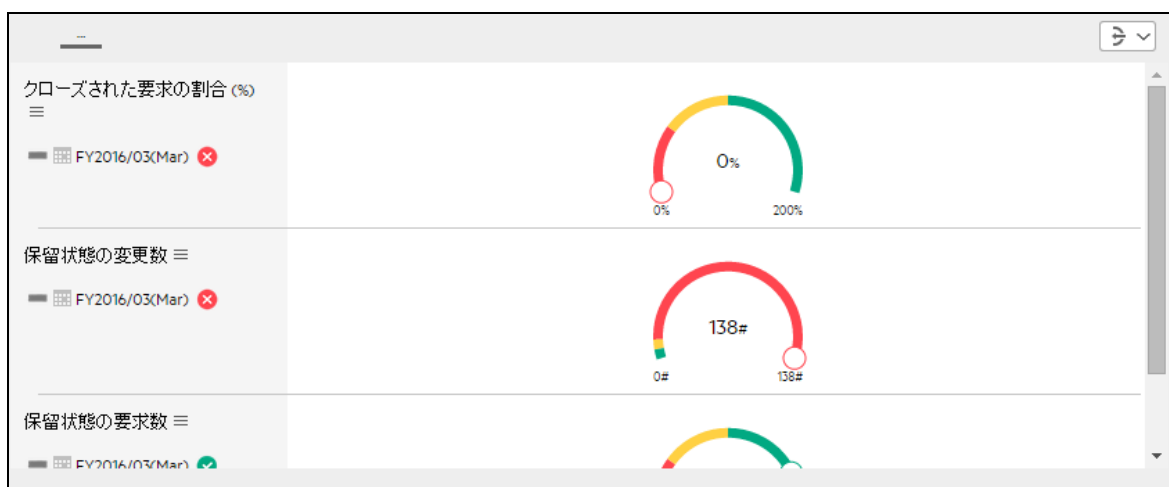 クローズされた要求の割合 (%)
FY2016/03(Mar)
0%
0%
200%
保留状態の変更数
FY2016/03(Mar)
138#
0#
138#
保留状態の要求数
FY2016/03(Mar)